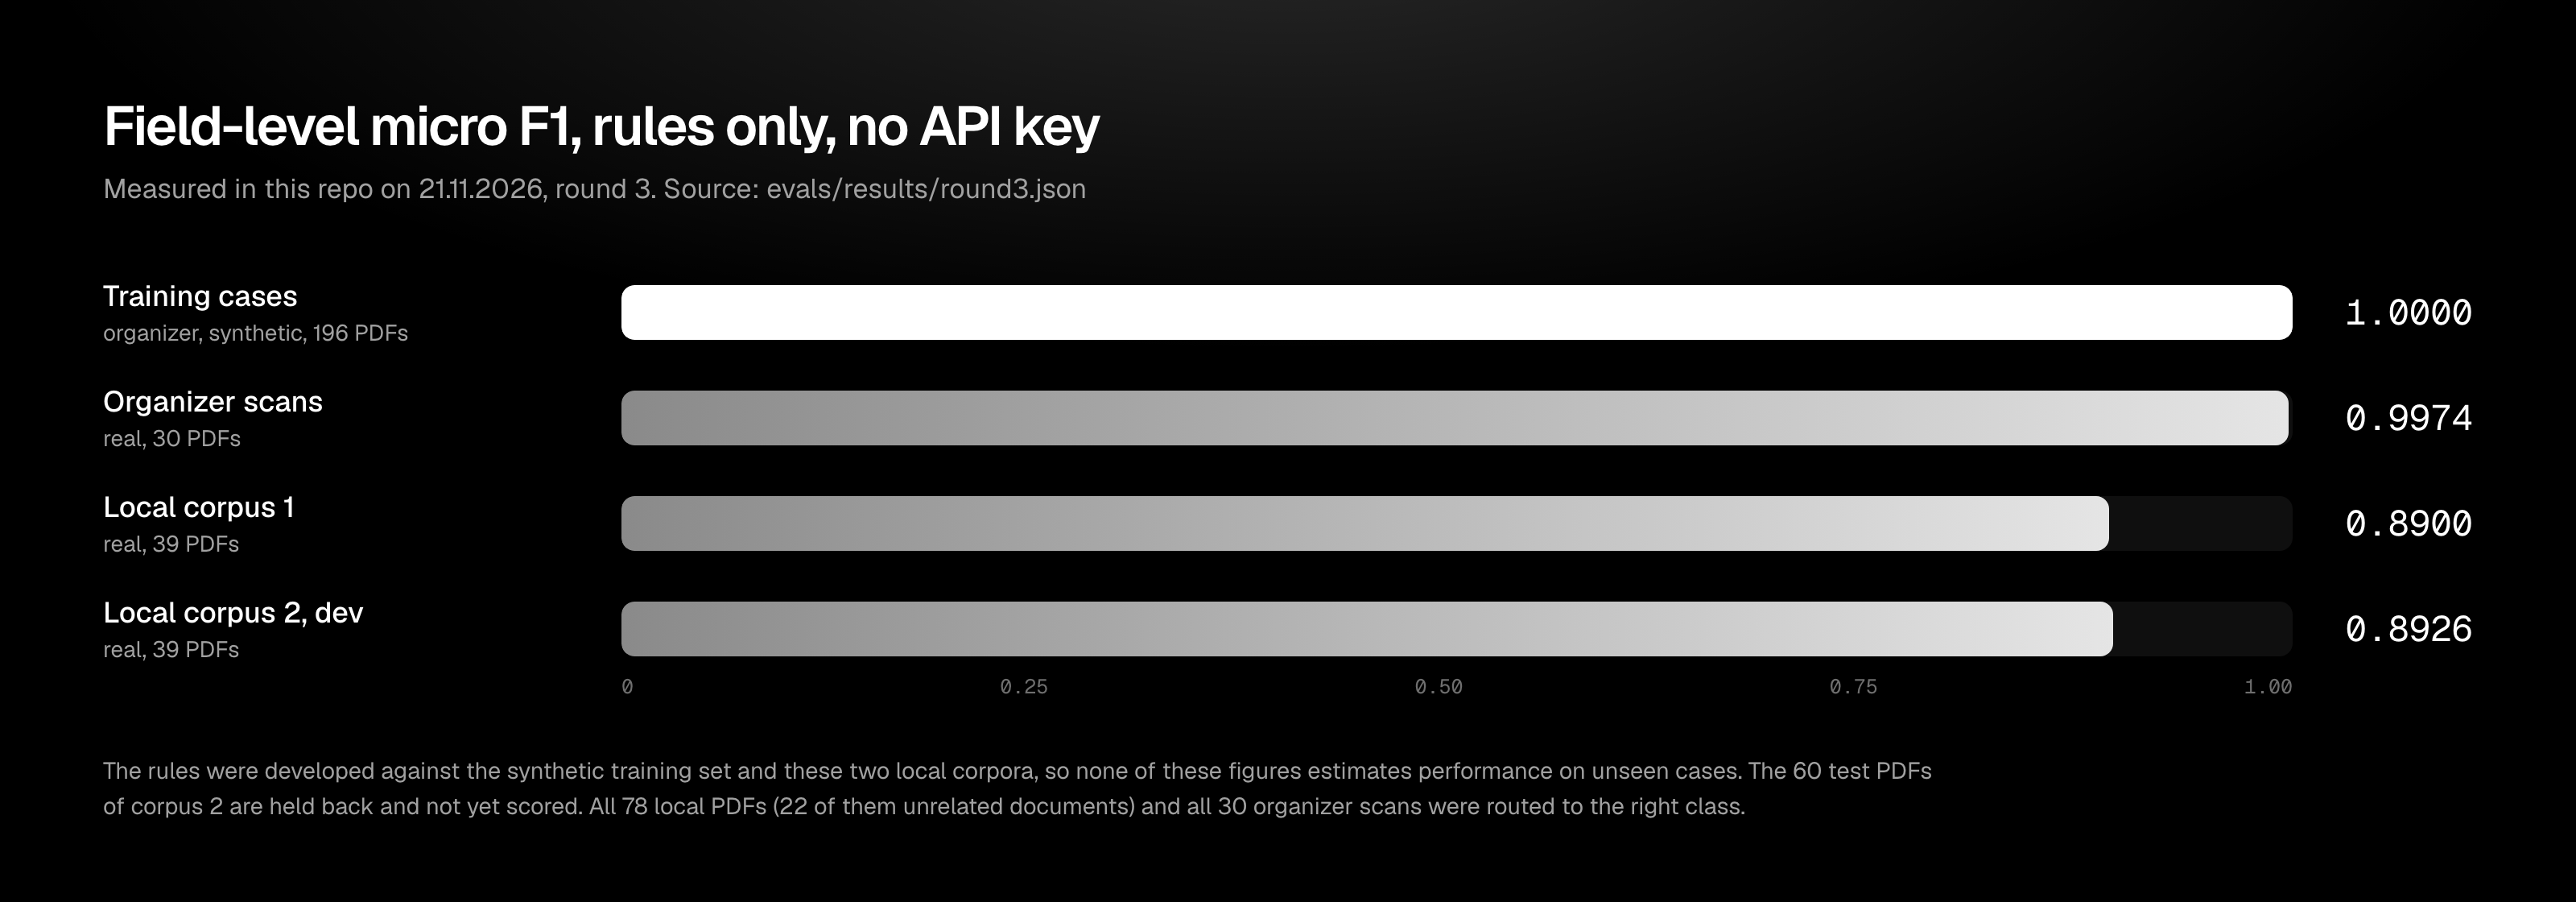 Field-level micro F1, rules only, no API key
Measured in this repo on 21.11.2026, round 3. Source: evals/results/round3.json
Training cases
organizer, synthetic, 196 PDFs
1.0000
Organizer scans
real, 30 PDFs
0.9974
Local corpus 1
real, 39 PDFs
0.8900
Local corpus 2, dev
real, 39 PDFs
0.8926
0 0.25 0.50 0.75 1.00
The rules were developed against the synthetic training set and these two local corpora, so none of these figures estimates performance on unseen cases. The 60 test PDFs
of corpus 2 are held back and not yet scored. All 78 local PDFs (22 of them unrelated documents) and all 30 organizer scans were routed to the right class.